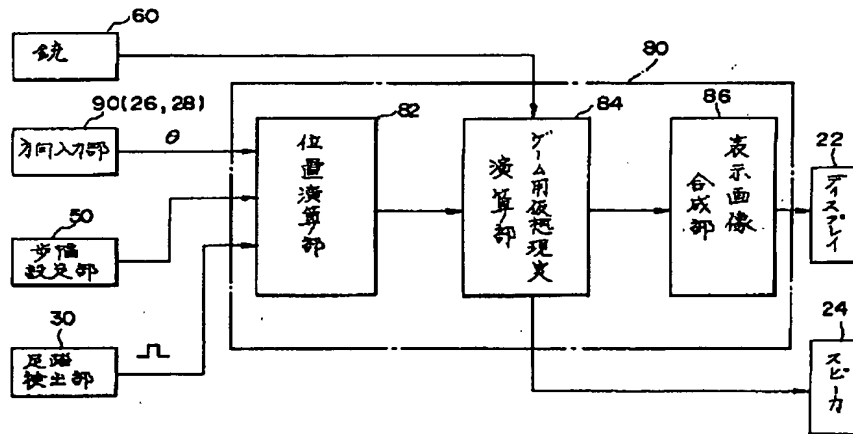 60
銃
90(26,28)
方向入力部
θ
50
歩幅
設定部
30
足踏
検出部
80
82
位置演算部
84
ゲーム用仮想現実
演算部
86
表示画像
合成部
22
ディスプレイ
24
スピーカ